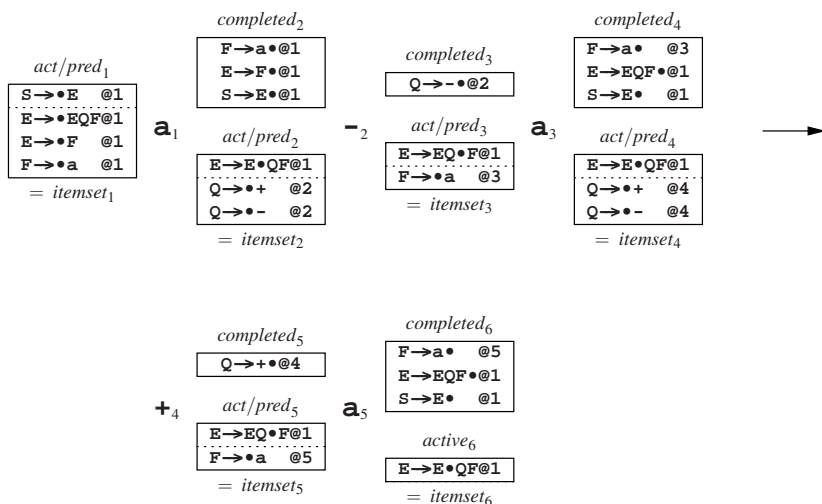 act/pred₁
S→•E @1
E→•EQF@1
E→•F @1
F→•a @1
= itemset₁
a₁
completed₂
F→a•@1
E→F•@1
S→E•@1
act/pred₂
E→E•QF@1
Q→•+ @2
Q→•- @2
= itemset₂
-₂
completed₃
Q→-•@2
act/pred₃
E→EQ•F@1
F→•a @3
= itemset₃
a₃
completed₄
F→a• @3
E→EQF•@1
S→E• @1
act/pred₄
E→E•QF@1
Q→•+ @4
Q→•- @4
= itemset₄
+₄
completed₅
Q→+•@4
act/pred₅
E→EQ•F@1
F→•a @5
= itemset₅
a₅
completed₆
F→a• @5
E→EQF•@1
S→E• @1
active₆
E→E•QF@1
= itemset₆